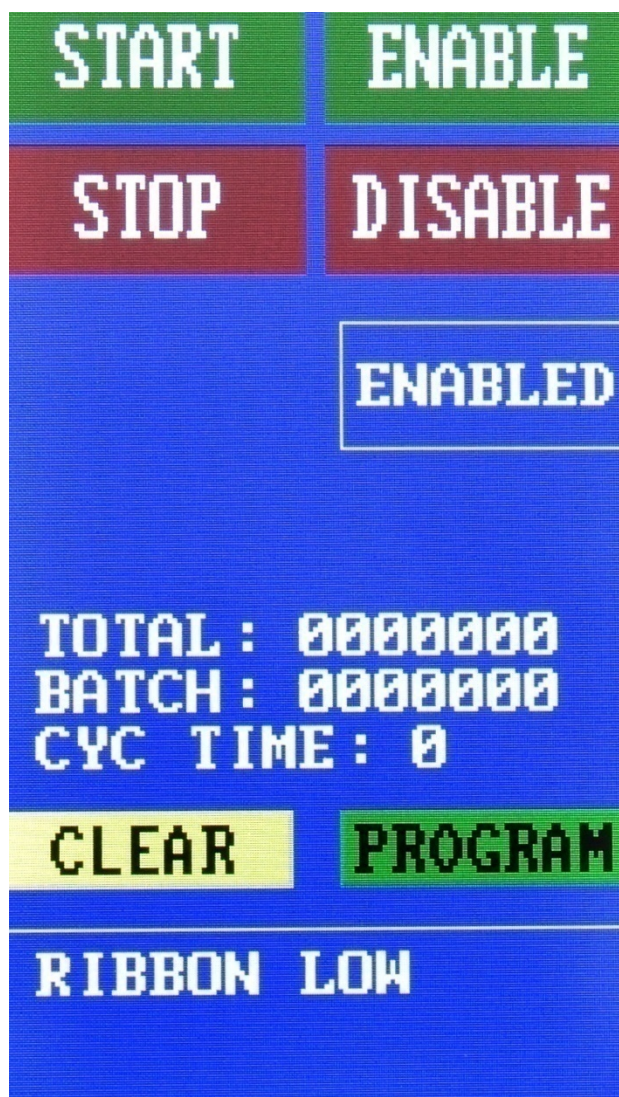 START ENABLE
STOP DISABLE
ENABLED
TOTAL: 0000000
BATCH: 0000000
CYC TIME: 0
CLEAR PROGRAM
RIBBON LOW